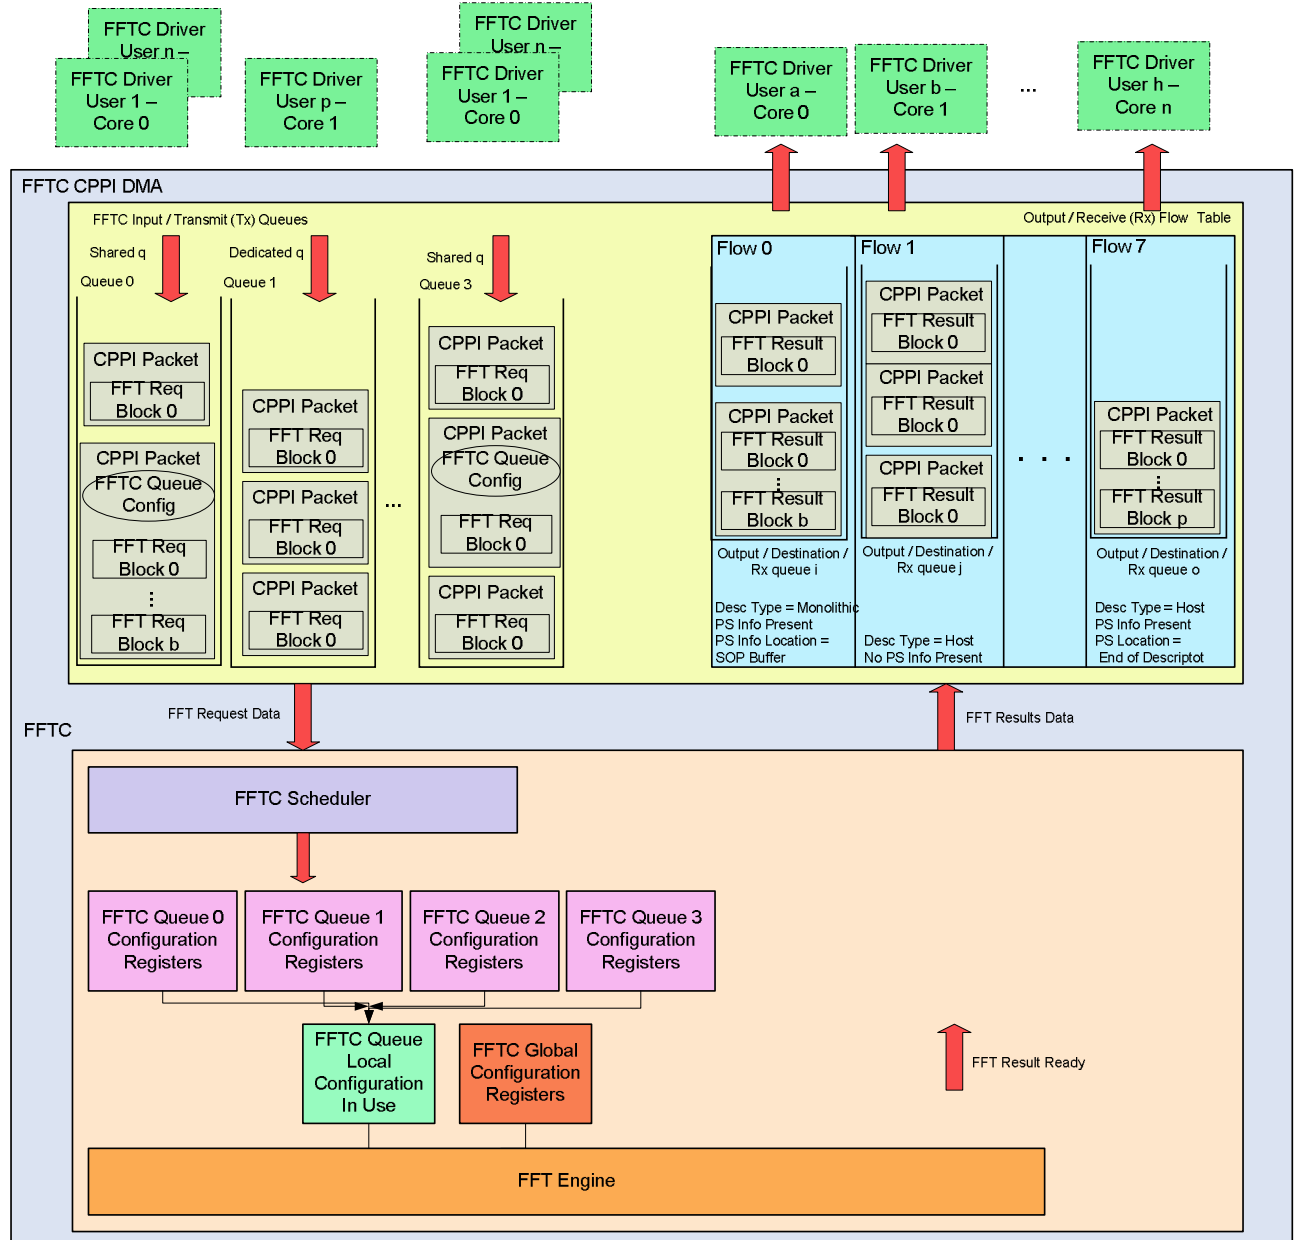 FFTC Driver
User n –
FFTC Driver
User 1 –
Core 0
FFTC Driver
User p –
Core 1
FFTC Driver
User n –
FFTC Driver
User 1 –
Core 0
FFTC Driver
User a –
Core 0
FFTC Driver
User b –
Core 1
...
FFTC Driver
User h –
Core n
FFTC CPPI DMA
FFTC Input / Transmit (Tx) Queues
Shared q
Queue 0
Dedicated q
Queue 1
Shared q
Queue 3
CPPI Packet
FFT Req
Block 0
CPPI Packet
FFTC Queue
Config
FFT Req
Block 0
...
FFT Req
Block b
CPPI Packet
FFT Req
Block 0
CPPI Packet
FFT Req
Block 0
CPPI Packet
FFT Req
Block 0
...
CPPI Packet
FFT Req
Block 0
CPPI Packet
FFTC Queue
Config
FFT Req
Block 0
CPPI Packet
FFT Req
Block 0
Output / Receive (Rx) Flow Table
Flow 0
CPPI Packet
FFT Result
Block 0
CPPI Packet
FFT Result
Block 0
...
FFT Result
Block b
Output / Destination /
Rx queue i
Desc Type = Monolithic
PS Info Present
PS Info Location =
SOP Buffer
Flow 1
CPPI Packet
FFT Result
Block 0
CPPI Packet
FFT Result
Block 0
CPPI Packet
FFT Result
Block 0
Output / Destination /
Rx queue j
Desc Type = Host
No PS Info Present
. . .
Flow 7
CPPI Packet
FFT Result
Block 0
...
FFT Result
Block p
Output / Destination /
Rx queue o
Desc Type = Host
PS Info Present
PS Location =
End of Descriptot
FFT Request Data
FFT Results Data
FFTC
FFTC Scheduler
FFTC Queue 0
Configuration
Registers
FFTC Queue 1
Configuration
Registers
FFTC Queue 2
Configuration
Registers
FFTC Queue 3
Configuration
Registers
FFTC Queue
Local
Configuration
In Use
FFTC Global
Configuration
Registers
FFT Result Ready
FFT Engine